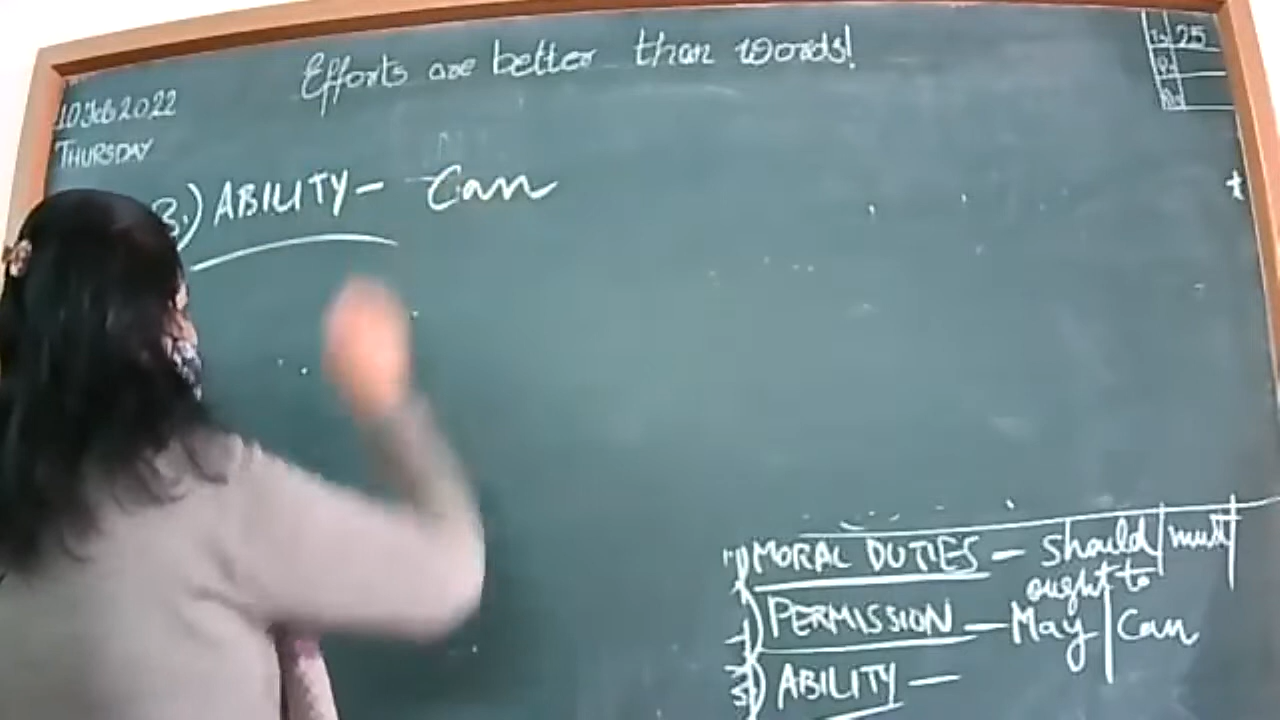 Efforts are better than words!
25
10 Feb 2022
THURSDAY
3.) ABILITY - Can
1) MORAL DUTIES - should/must/
ought to
PERMISSION - May/Can
3) ABILITY -